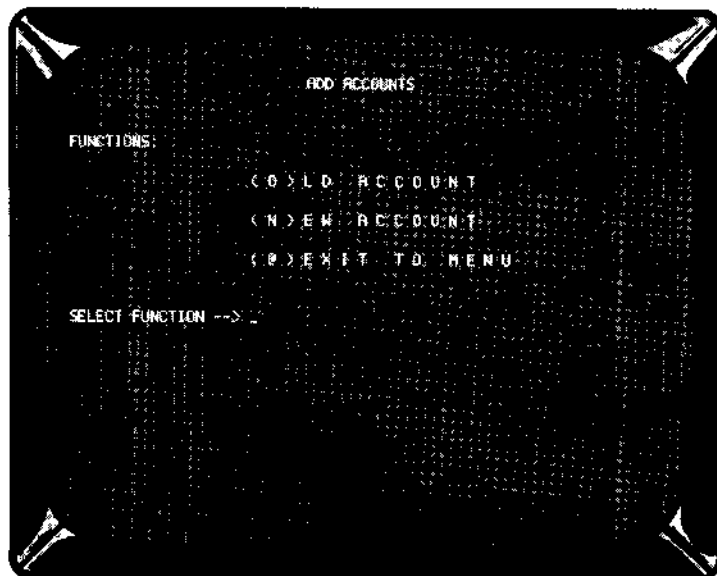 ADD ACCOUNTS
FUNCTIONS:
(O)LD ACCOUNT
(N)EW ACCOUNT
(@)EXIT TO MENU
SELECT FUNCTION --> _